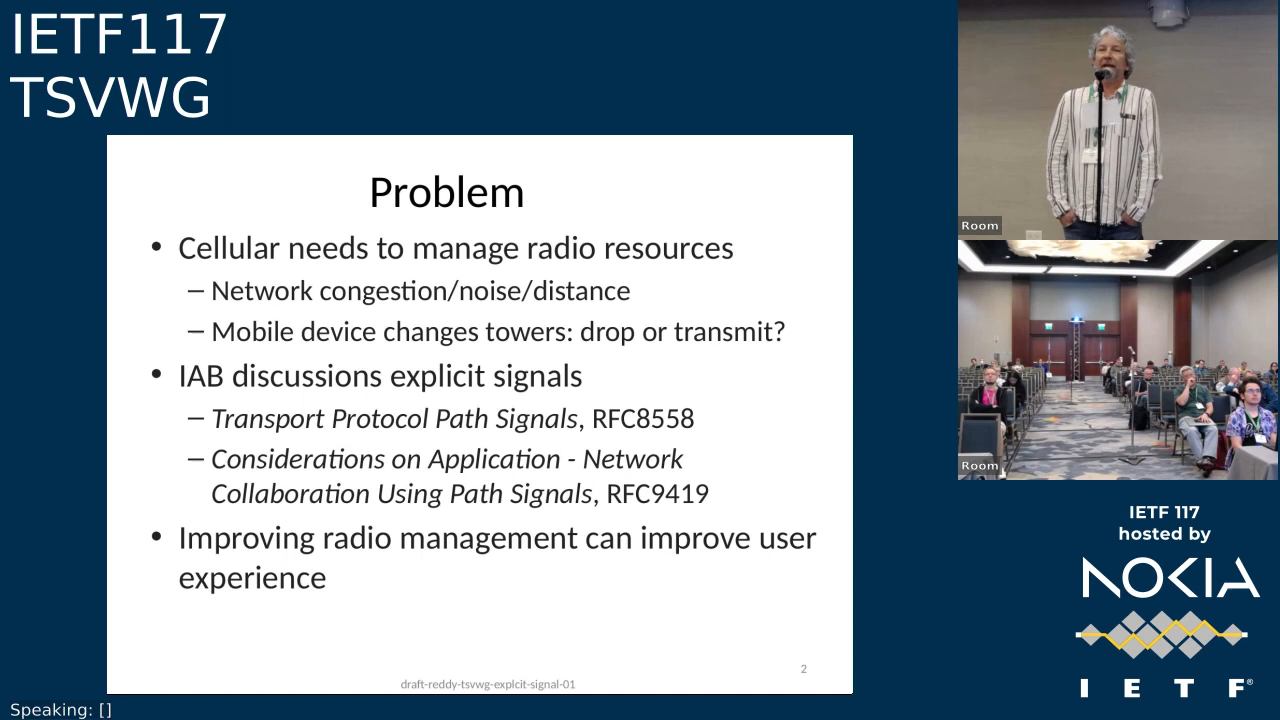 IETF117
TSVWG
Problem
• Cellular needs to manage radio resources
– Network congestion/noise/distance
– Mobile device changes towers: drop or transmit?
• IAB discussions explicit signals
– Transport Protocol Path Signals, RFC8558
– Considerations on Application - Network
Collaboration Using Path Signals, RFC9419
• Improving radio management can improve user
experience
2
draft-reddy-tsvwg-explcit-signal-01
Speaking: []
Room
Room
IETF 117
hosted by
NOKIA
I E T F®